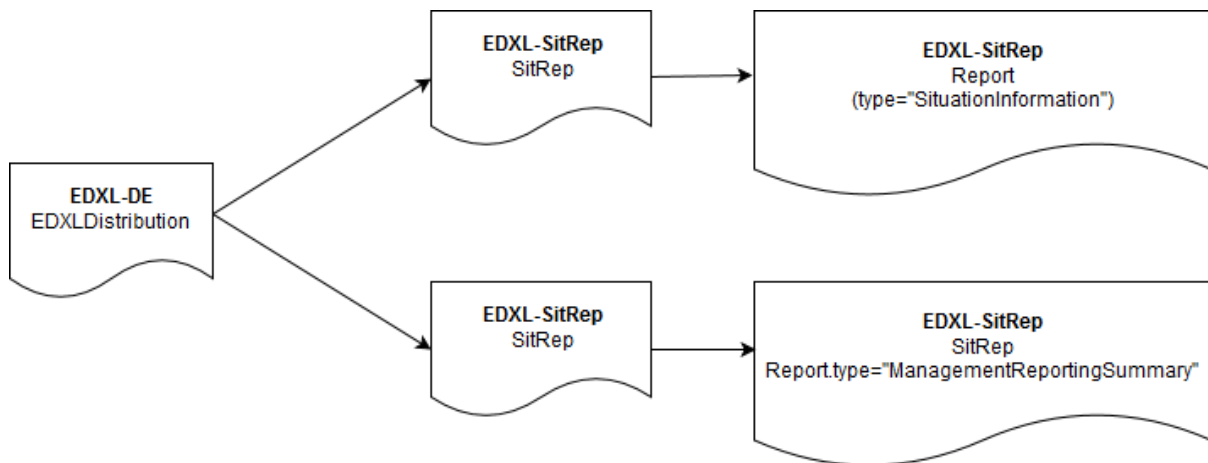 EDXL-SitRep
SitRep
EDXL-SitRep
Report
(type="SituationInformation")
EDXL-DE
EDXLDistribution
EDXL-SitRep
SitRep
EDXL-SitRep
SitRep
Report.type="ManagementReportingSummary"